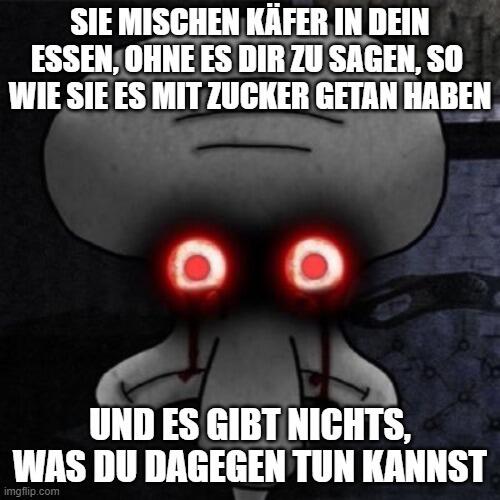 SIE MISCHEN KÄFER IN DEIN
ESSEN, OHNE ES DIR ZU SAGEN, SO
WIE SIE ES MIT ZUCKER GETAN HABEN
UND ES GIBT NICHTS,
WAS DU DAGEGEN TUN KANNST
imgflip.com